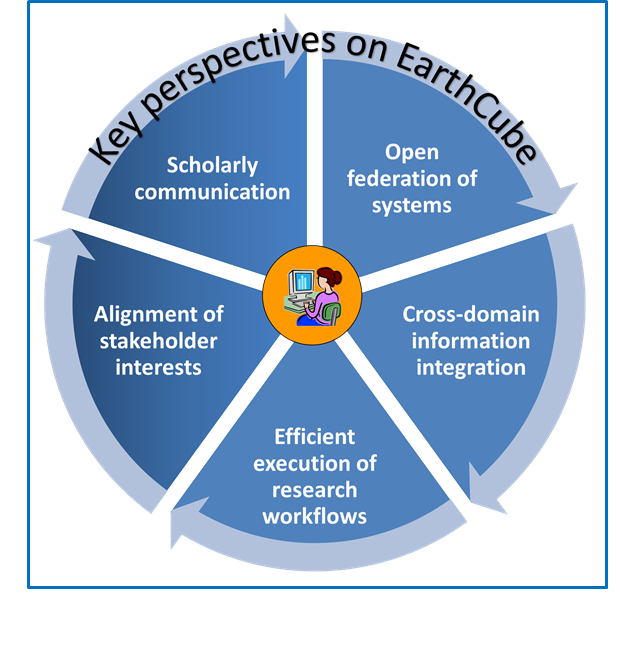 Key perspectives on EarthCube
Scholarly
communication
Open
federation of
systems
Alignment of
stakeholder
interests
Cross-domain
information
integration
Efficient
execution of
research
workflows